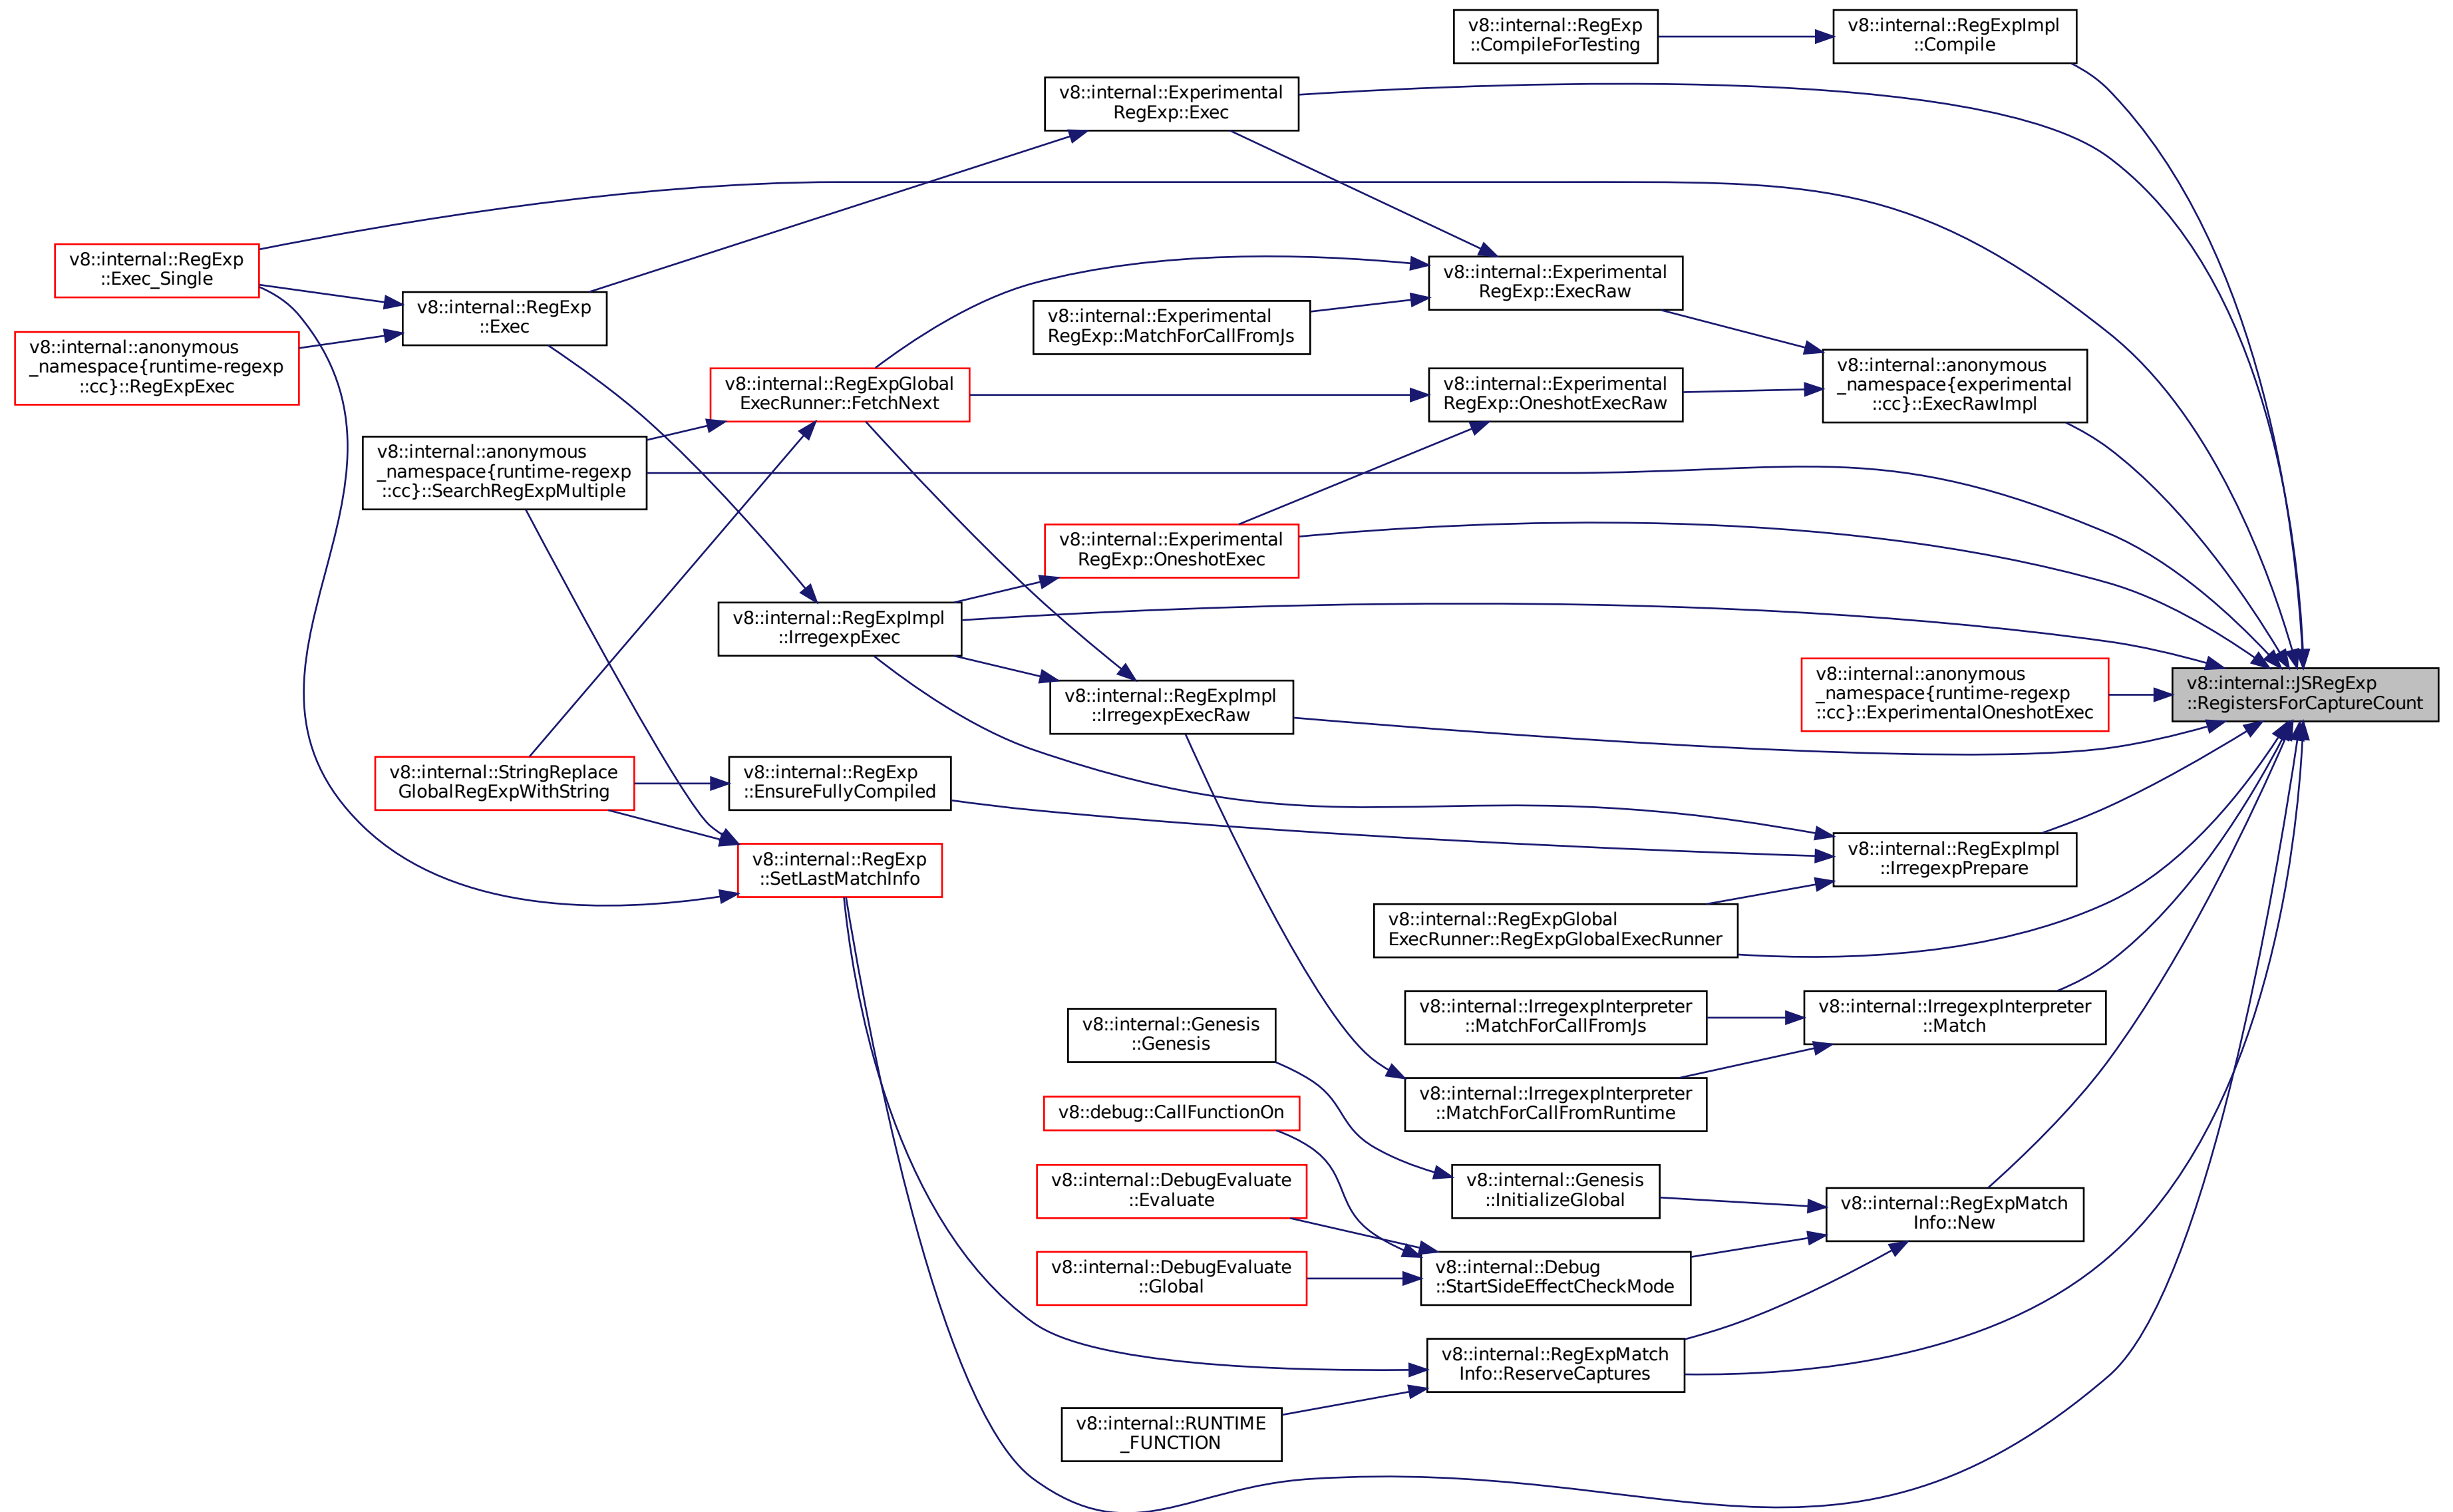 v8::internal::RegExp
::CompileForTesting
v8::internal::RegExpImpl
::Compile
v8::internal::Experimental
RegExp::Exec
v8::internal::RegExp
::Exec_Single
v8::internal::Experimental
RegExp::ExecRaw
v8::internal::RegExp
::Exec
v8::internal::Experimental
RegExp::MatchForCallFromJs
v8::internal::anonymous
_namespace{runtime-regexp
::cc}::RegExpExec
v8::internal::anonymous
_namespace{experimental
::cc}::ExecRawImpl
v8::internal::RegExpGlobal
ExecRunner::FetchNext
v8::internal::Experimental
RegExp::OneshotExecRaw
v8::internal::anonymous
_namespace{runtime-regexp
::cc}::SearchRegExpMultiple
v8::internal::Experimental
RegExp::OneshotExec
v8::internal::RegExpImpl
::IrregexpExec
v8::internal::anonymous
_namespace{runtime-regexp
::cc}::ExperimentalOneshotExec
v8::internal::JSRegExp
::RegistersForCaptureCount
v8::internal::RegExpImpl
::IrregexpExecRaw
v8::internal::StringReplace
GlobalRegExpWithString
v8::internal::RegExp
::EnsureFullyCompiled
v8::internal::RegExp
::SetLastMatchInfo
v8::internal::RegExpImpl
::IrregexpPrepare
v8::internal::RegExpGlobal
ExecRunner::RegExpGlobalExecRunner
v8::internal::IrregexpInterpreter
::MatchForCallFromJs
v8::internal::IrregexpInterpreter
::Match
v8::internal::Genesis
::Genesis
v8::internal::IrregexpInterpreter
::MatchForCallFromRuntime
v8::debug::CallFunctionOn
v8::internal::DebugEvaluate
::Evaluate
v8::internal::Genesis
::InitializeGlobal
v8::internal::RegExpMatch
Info::New
v8::internal::DebugEvaluate
::Global
v8::internal::Debug
::StartSideEffectCheckMode
v8::internal::RegExpMatch
Info::ReserveCaptures
v8::internal::RUNTIME
_FUNCTION